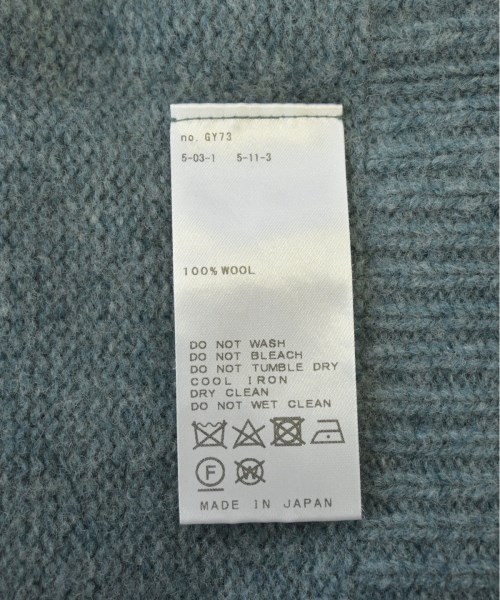 no. GY73
5-03-1 5-11-3
100% WOOL
DO NOT WASH
DO NOT BLEACH
DO NOT TUMBLE DRY
COOL IRON
DRY CLEAN
DO NOT WET CLEAN
F W
MADE IN JAPAN